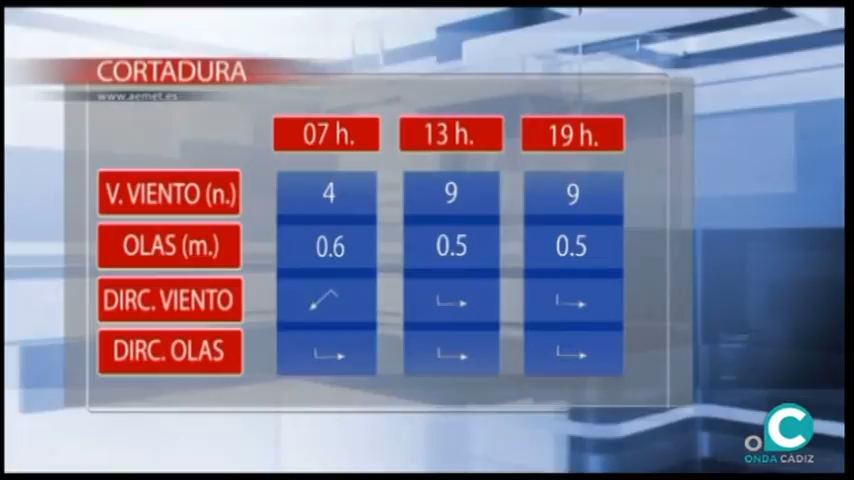 CORTADURA
www.aemet.es
07 h. 13 h. 19 h.
V. VIENTO (n.) 4 9 9
OLAS (m.) 0.6 0.5 0.5
DIRC. VIENTO
DIRC. OLAS
ONDA CÁDIZ